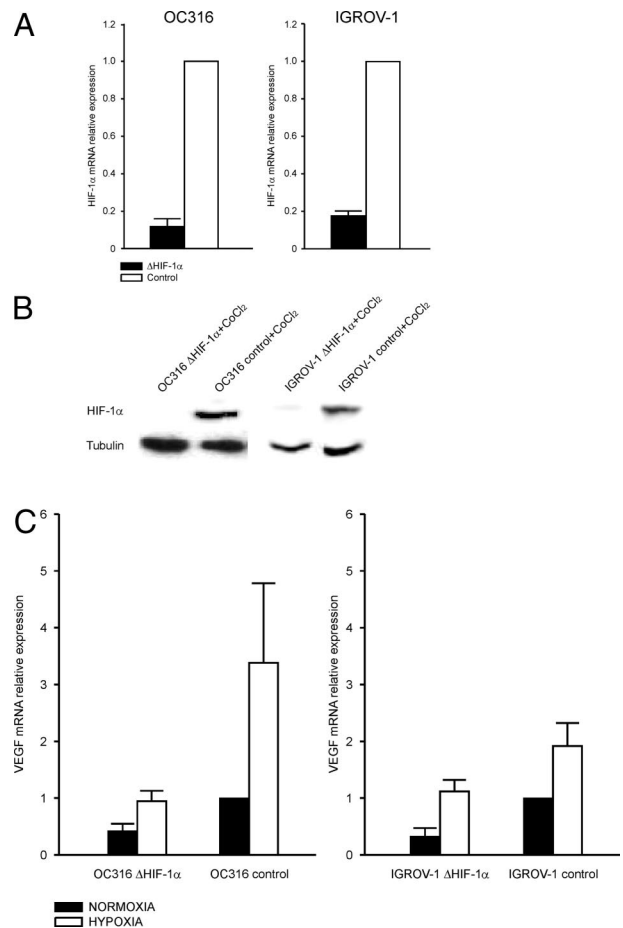 A
OC316
IGROV-1
HIF-1α mRNA relative expression
1.2
1.0
0.8
0.6
0.4
0.2
0
HIF-1α mRNA relative expression
1.2
1.0
0.8
0.6
0.4
0.2
0
ΔHIF-1α
Control
B
OC316 ΔHIF-1α+CoCl₂
OC316 control+CoCl₂
IGROV-1 ΔHIF-1α+CoCl₂
IGROV-1 control+CoCl₂
HIF-1α
Tubulin
C
VEGF mRNA relative expression
6
5
4
3
2
1
0
OC316 ΔHIF-1α OC316 control
VEGF mRNA relative expression
6
5
4
3
2
1
0
IGROV-1 ΔHIF-1α IGROV-1 control
NORMOXIA
HYPOXIA